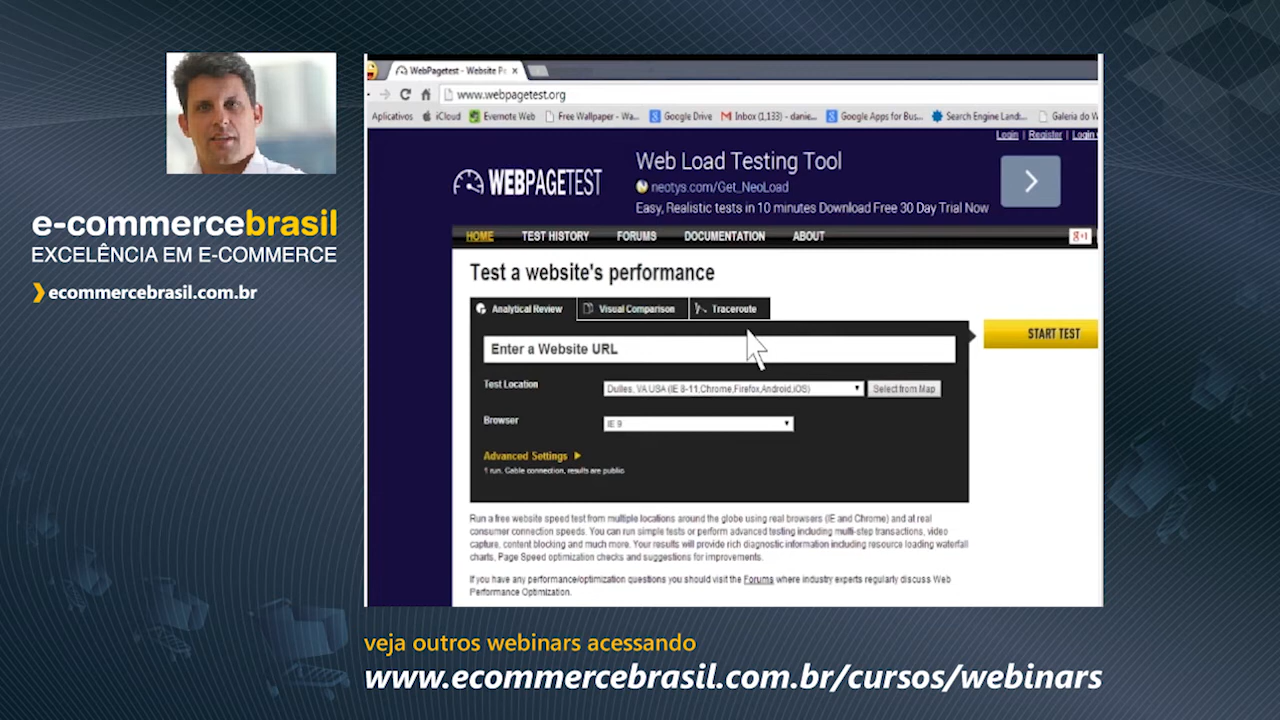 e-commercebrasil
EXCELÊNCIA EM E-COMMERCE
ecommercebrasil.com.br
WebPagetest - Website Pe
www.webpagetest.org
Aplicativos iCloud Evernote Web Free Wallpaper - Wa... Google Drive Inbox (1,133) - danie... Google Apps for Bus... Search Engine Land:... Galeria do W
Login | Register | Login
WEBPAGETEST
Web Load Testing Tool
neotys.com/Get_NeoLoad
Easy, Realistic tests in 10 minutes Download Free 30 Day Trial Now
HOME TEST HISTORY FORUMS DOCUMENTATION ABOUT
g+1
Test a website's performance
Analytical Review Visual Comparison Traceroute
Enter a Website URL
START TEST
Test Location Dulles, VA USA (IE 8-11,Chrome,Firefox,Android,iOS) Select from Map
Browser IE 9
Advanced Settings
1 run, Cable connection, results are public
Run a free website speed test from multiple locations around the globe using real browsers (IE and Chrome) and at real
consumer connection speeds. You can run simple tests or perform advanced testing including multi-step transactions, video
capture, content blocking and much more. Your results will provide rich diagnostic information including resource loading waterfall
charts, Page Speed optimization checks and suggestions for improvements.
If you have any performance/optimization questions you should visit the Forums where industry experts regularly discuss Web
Performance Optimization.
veja outros webinars acessando
www.ecommercebrasil.com.br/cursos/webinars